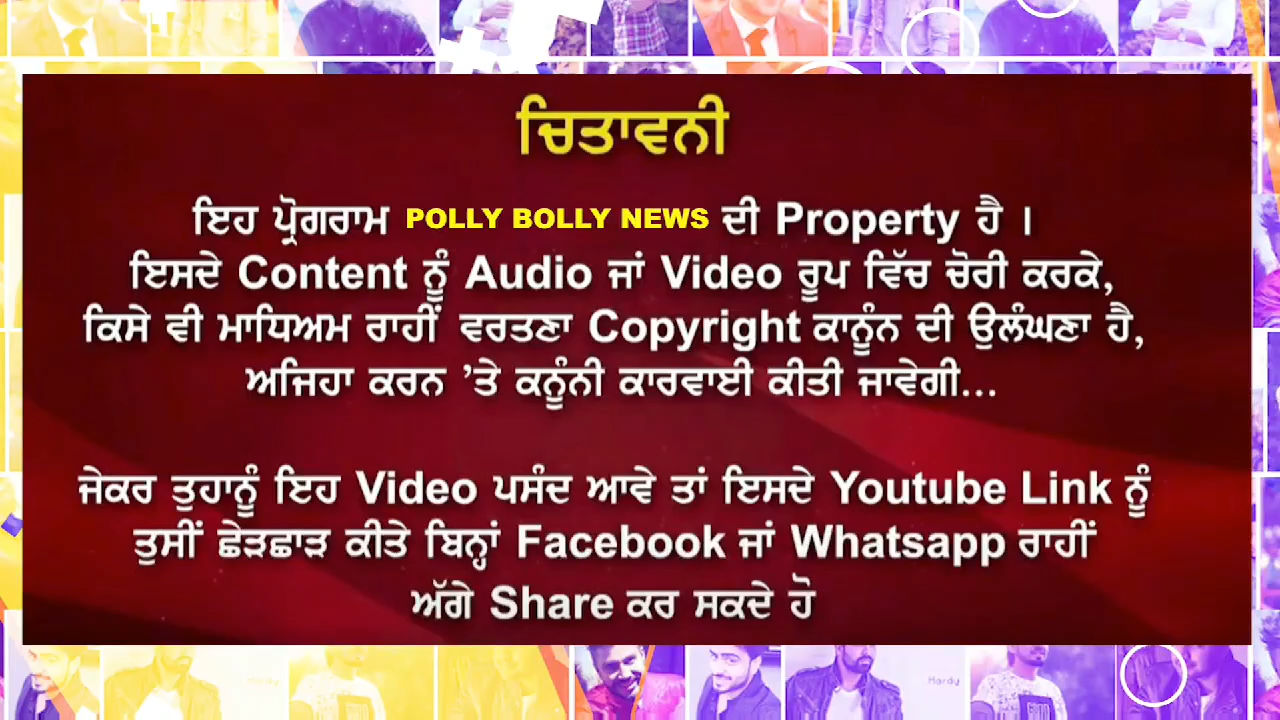 ਚਿਤਾਵਨੀ
ਇਹ ਪ੍ਰੋਗਰਾਮ POLLY BOLLY NEWS ਦੀ Property ਹੈ ।
ਇਸਦੇ Content ਨੂੰ Audio ਜਾਂ Video ਰੂਪ ਵਿੱਚ ਚੋਰੀ ਕਰਕੇ,
ਕਿਸੇ ਵੀ ਮਾਧਿਅਮ ਰਾਹੀਂ ਵਰਤਣਾ Copyright ਕਾਨੂੰਨ ਦੀ ਉਲੰਘਣਾ ਹੈ,
ਅਜਿਹਾ ਕਰਨ ’ਤੇ ਕਨੂੰਨੀ ਕਾਰਵਾਈ ਕੀਤੀ ਜਾਵੇਗੀ...
ਜੇਕਰ ਤੁਹਾਨੂੰ ਇਹ Video ਪਸੰਦ ਆਵੇ ਤਾਂ ਇਸਦੇ Youtube Link ਨੂੰ
ਤੁਸੀਂ ਛੇੜਛਾੜ ਕੀਤੇ ਬਿਨ੍ਹਾਂ Facebook ਜਾਂ Whatsapp ਰਾਹੀਂ
ਅੱਗੇ Share ਕਰ ਸਕਦੇ ਹੋ
Hardy